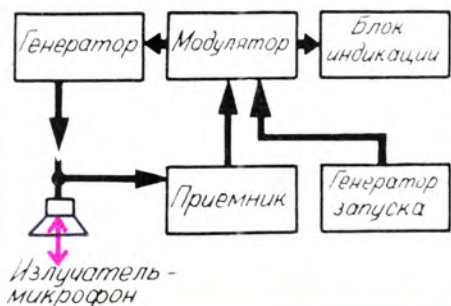 Генератор
Модулятор
Блок
индикации
Приемник
Генератор
запуска
Излучатель-
микрофон